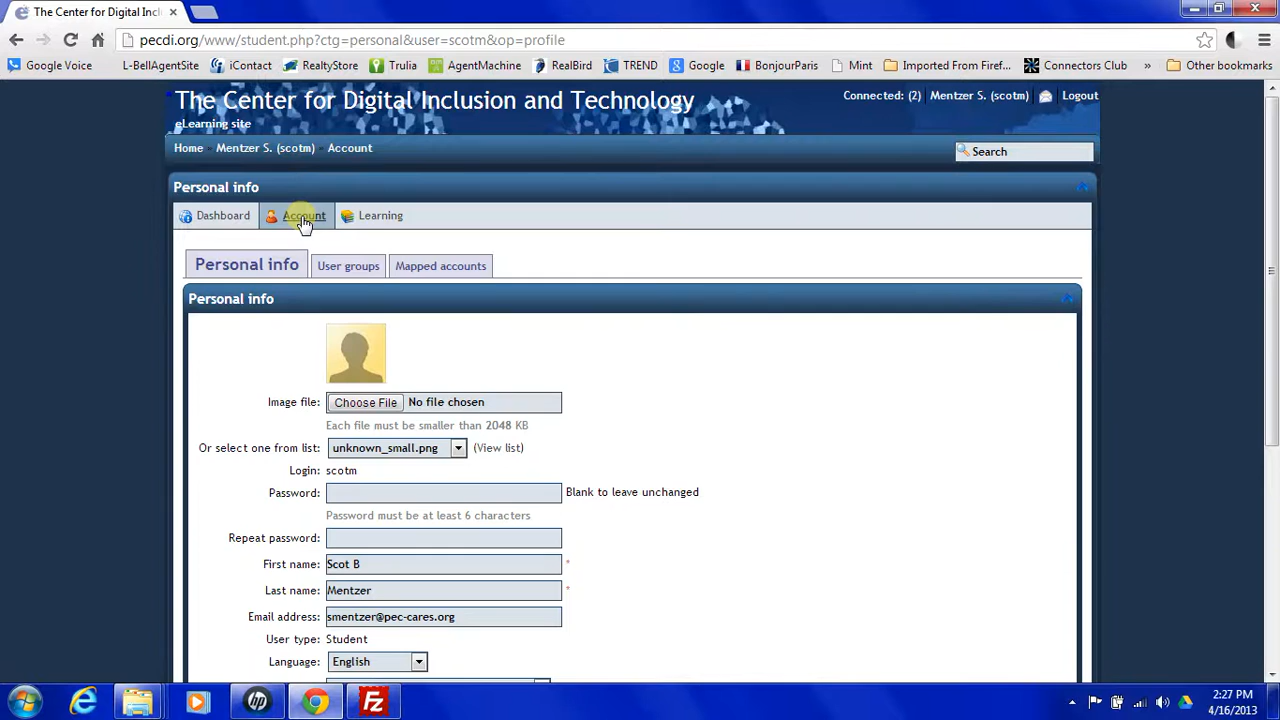 The Center for Digital Incl
pecdi.org/www/student.php?ctg=personal&user=scotm&op=profile
Google Voice L-BellAgentSite iContact RealtyStore Trulia AgentMachine RealBird TREND Google BonjourParis Mint Imported From Firef... Connectors Club » Other bookmarks
The Center for Digital Inclusion and Technology
Connected: (2) Mentzer S. (scotm) Logout
eLearning site
Home » Mentzer S. (scotm) » Account
Search
Personal info
Dashboard Account Learning
Personal info User groups Mapped accounts
Personal info
Image file: Choose File No file chosen
Each file must be smaller than 2048 KB
Or select one from list: unknown_small.png (View list)
Login: scotm
Password: Blank to leave unchanged
Password must be at least 6 characters
Repeat password:
First name: Scot B *
Last name: Mentzer *
Email address: smentzer@pec-cares.org
User type: Student
Language: English
hp Fz
2:27 PM
4/16/2013